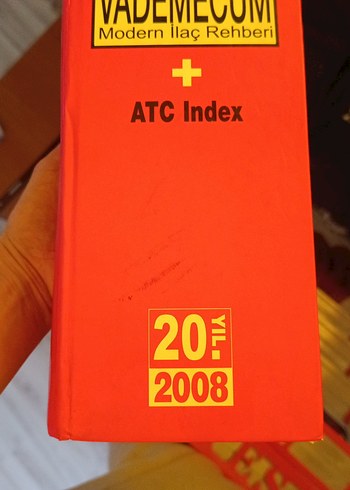 VADEMECUM
Modern İlaç Rehberi
+
ATC Index
20. YIL
2008